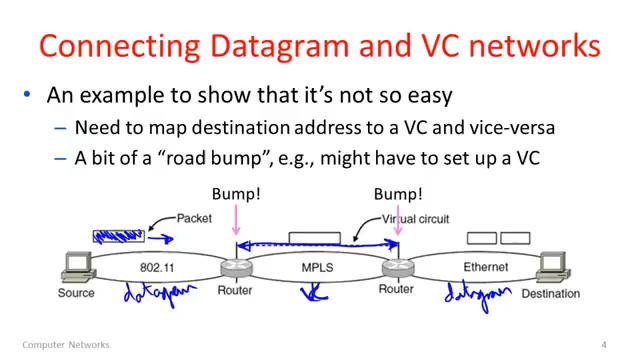 Connecting Datagram and VC networks
• An example to show that it's not so easy
– Need to map destination address to a VC and vice-versa
– A bit of a “road bump”, e.g., might have to set up a VC
Bump! Bump!
Packet Virtual circuit
802.11 MPLS Ethernet
Source Router Router Destination
datagram VC datagram
Computer Networks 4